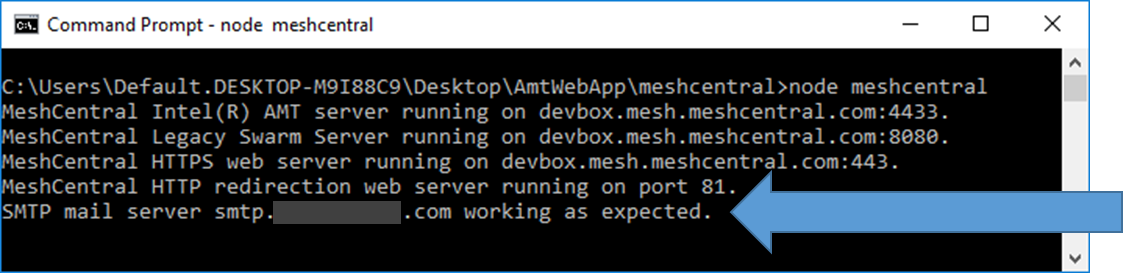 Command Prompt - node meshcentral
C:\Users\Default.DESKTOP-M9I88C9\Desktop\AmtWebApp\meshcentral>node meshcentral
MeshCentral Intel(R) AMT server running on devbox.mesh.meshcentral.com:4433.
MeshCentral Legacy Swarm Server running on devbox.mesh.meshcentral.com:8080.
MeshCentral HTTPS web server running on devbox.mesh.meshcentral.com:443.
MeshCentral HTTP redirection web server running on port 81.
SMTP mail server smtp. .com working as expected.